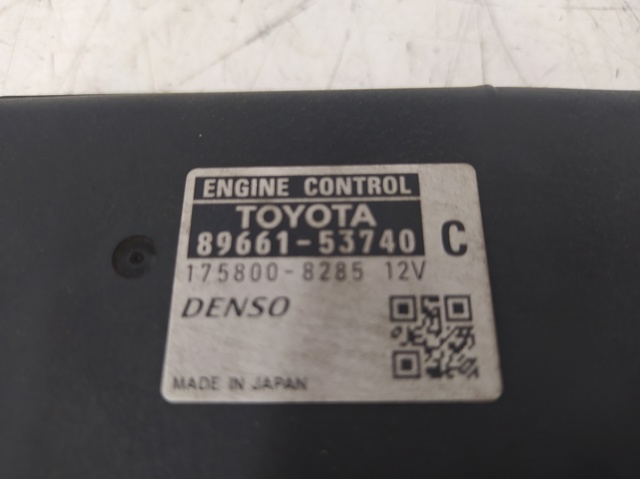 ENGINE CONTROL
TOYOTA
89661-53740 C
175800-8285 12V
DENSO
MADE IN JAPAN